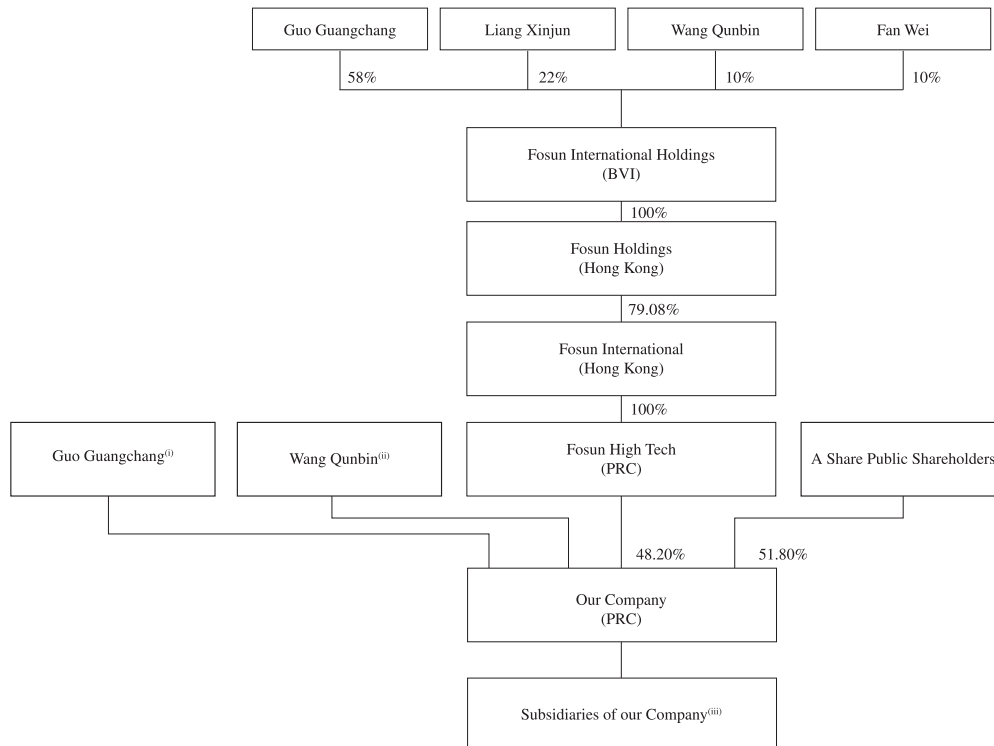 Guo Guangchang
Liang Xinjun
Wang Qunbin
Fan Wei
58%
22%
10%
10%
Fosun International Holdings
(BVI)
100%
Fosun Holdings
(Hong Kong)
79.08%
Fosun International
(Hong Kong)
100%
Guo Guangchang(i)
Wang Qunbin(ii)
Fosun High Tech
(PRC)
A Share Public Shareholders
48.20%
51.80%
Our Company
(PRC)
Subsidiaries of our Company(iii)